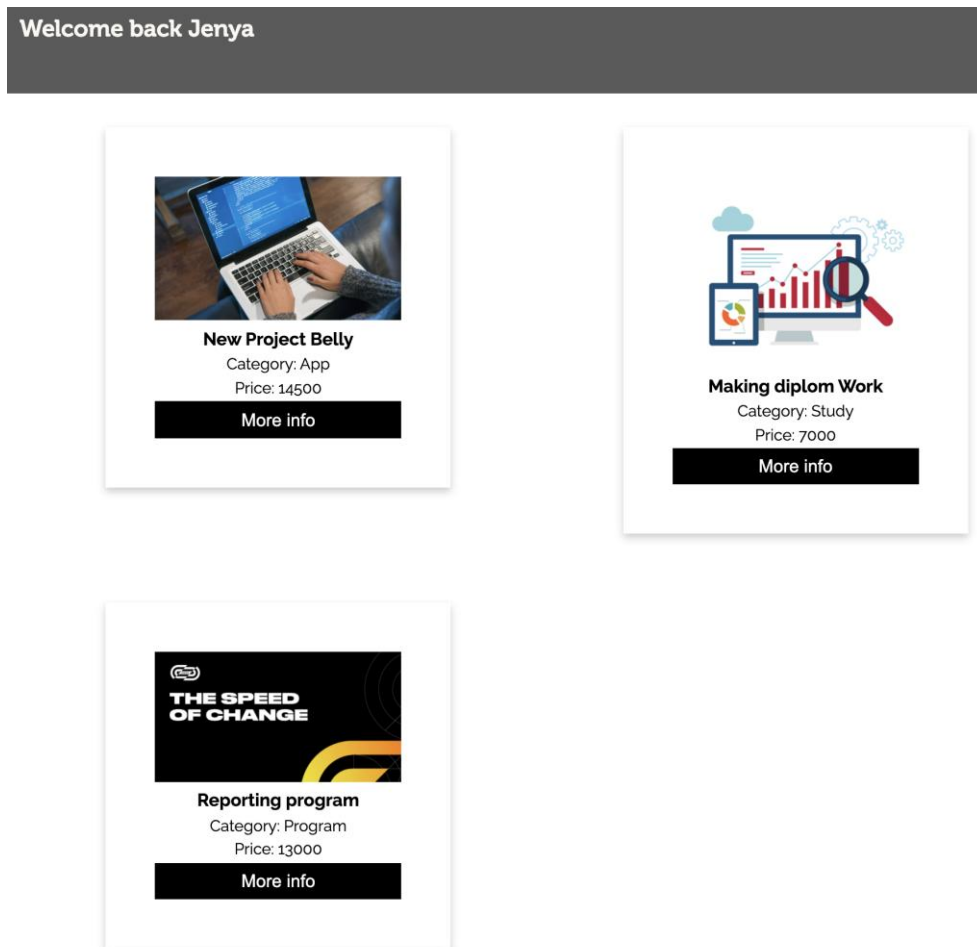 Welcome back Jenya
New Project Belly
Category: App
Price: 14500
More info
Making diplom Work
Category: Study
Price: 7000
More info
THE SPEED
OF CHANGE
Reporting program
Category: Program
Price: 13000
More info